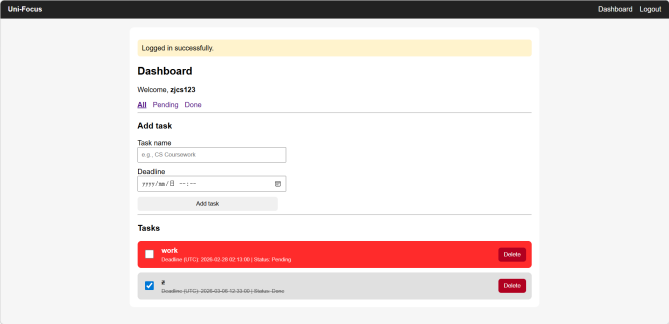 Uni-Focus
Dashboard Logout
Logged in successfully.
Dashboard
Welcome, zjcs123
All Pending Done
Add task
Task name
e.g., CS Coursework
Deadline
yyyy/mm/日 --:--
Add task
Tasks
work
Deadline (UTC): 2026-02-28 02:13:00 | Status: Pending
Delete
Deadline (UTC): 2026-03-05 12:33:00 | Status: Done
Delete